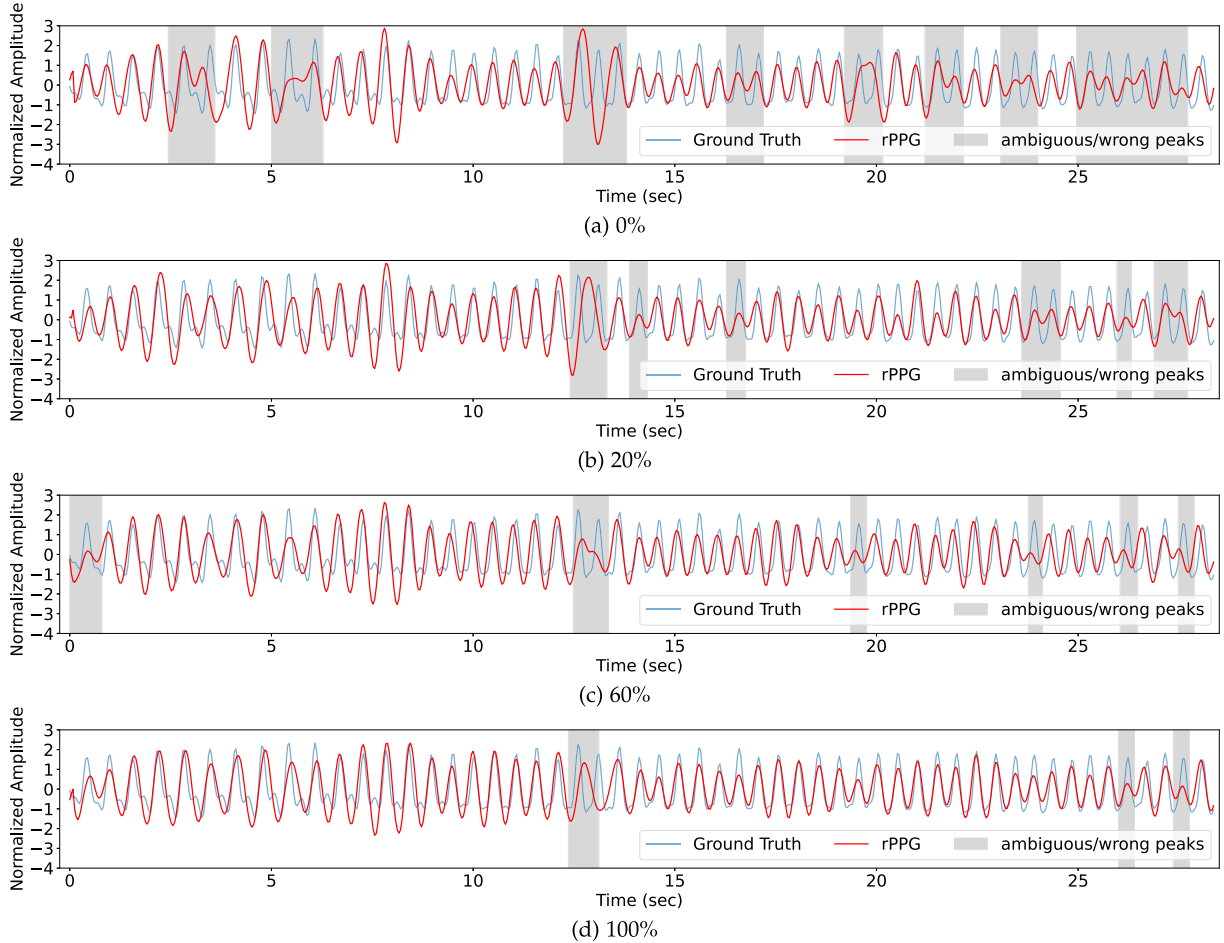 Normalized Amplitude
3
2
1
0
−1
−2
−3
−4
Ground Truth rPPG ambiguous/wrong peaks
0 5 10 15 20 25
Time (sec)
(a) 0%
Normalized Amplitude
3
2
1
0
−1
−2
−3
−4
Ground Truth rPPG ambiguous/wrong peaks
0 5 10 15 20 25
Time (sec)
(b) 20%
Normalized Amplitude
3
2
1
0
−1
−2
−3
−4
Ground Truth rPPG ambiguous/wrong peaks
0 5 10 15 20 25
Time (sec)
(c) 60%
Normalized Amplitude
3
2
1
0
−1
−2
−3
−4
Ground Truth rPPG ambiguous/wrong peaks
0 5 10 15 20 25
Time (sec)
(d) 100%